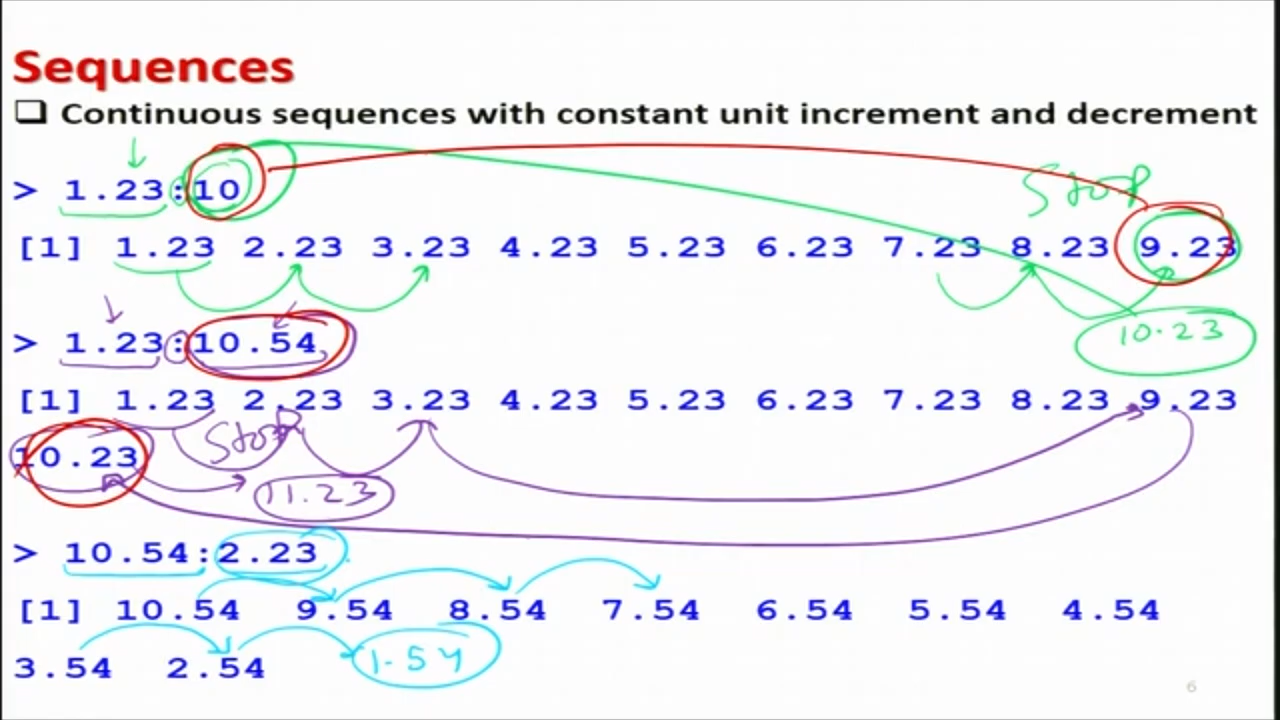 Sequences
❑ Continuous sequences with constant unit increment and decrement
> 1.23:10
Stop
[1] 1.23 2.23 3.23 4.23 5.23 6.23 7.23 8.23 9.23
10.23
> 1.23:10.54
[1] 1.23 2.23 3.23 4.23 5.23 6.23 7.23 8.23 9.23
10.23 Stop
11.23
> 10.54:2.23
[1] 10.54 9.54 8.54 7.54 6.54 5.54 4.54
3.54 2.54 1.54
6